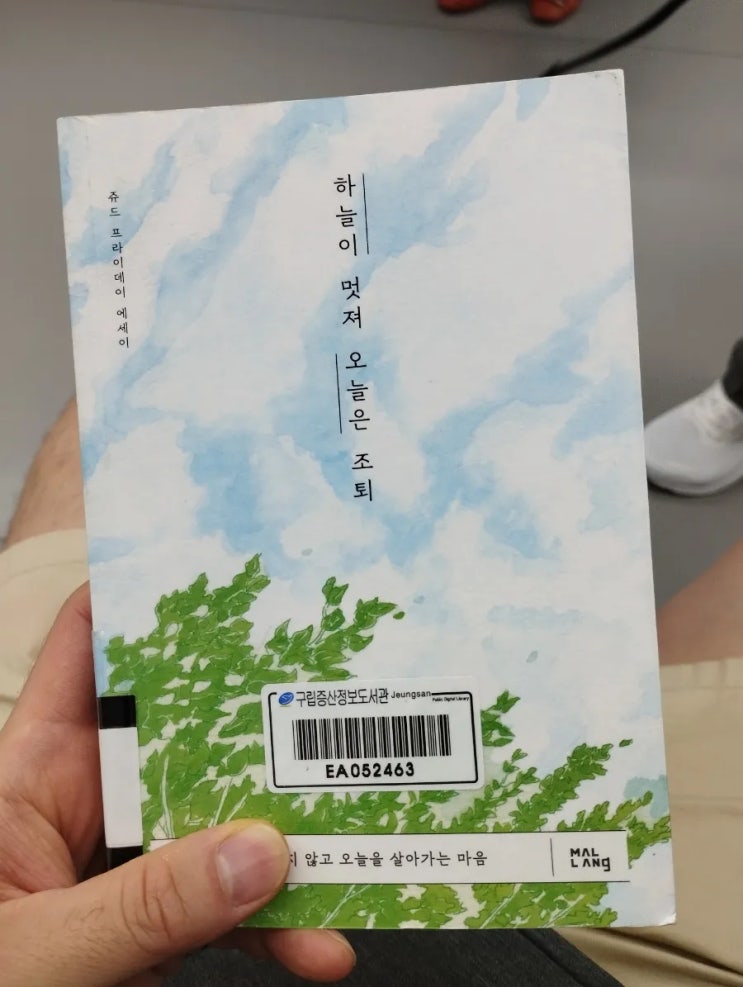 하늘이 멋져 오늘은 조퇴
쥬드 프라이데이 에세이
구립증산정보도서관 Jeungsan
Public Digital Library
EA052463
않고 오늘을 살아가는 마음
MAL
LANG